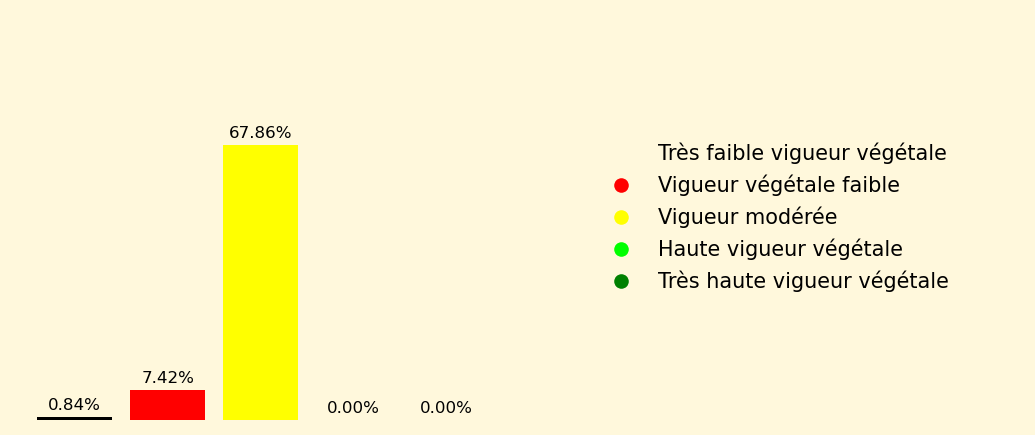 67.86%
7.42%
0.84%
0.00%
0.00%
Très faible vigueur végétale
Vigueur végétale faible
Vigueur modérée
Haute vigueur végétale
Très haute vigueur végétale